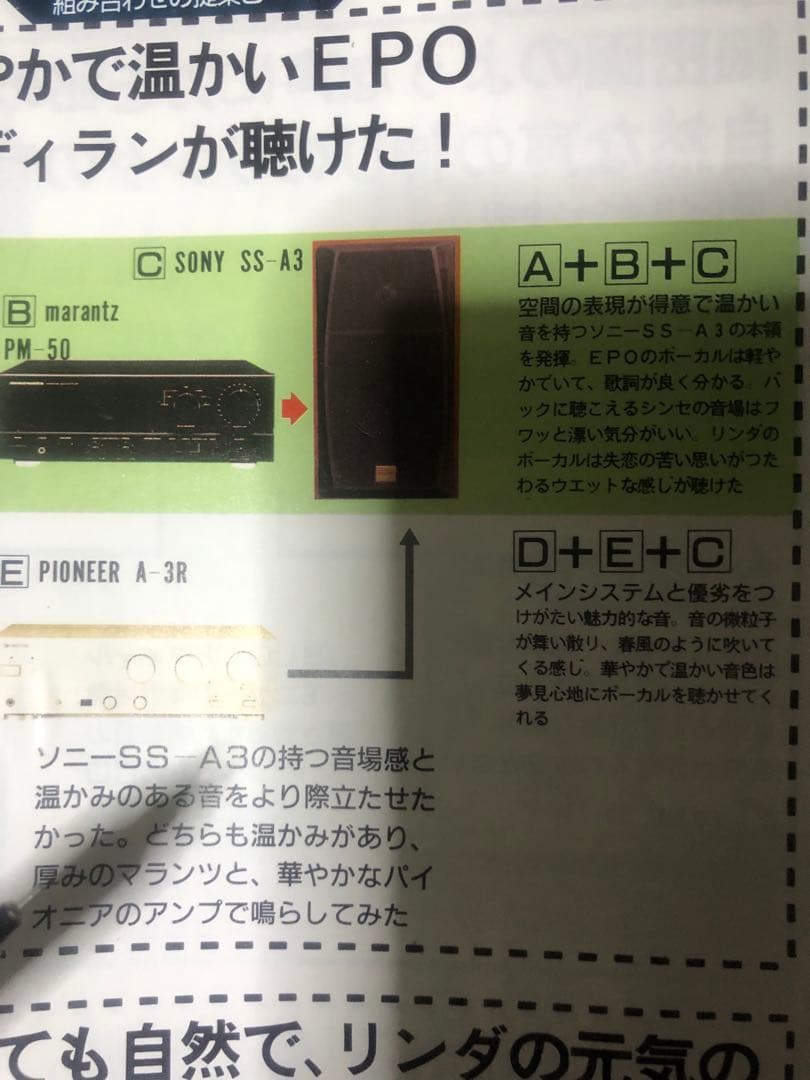 組み合わせの提案
やかで温かいEPO
ディランが聴けた!
C SONY SS-A3
B marantz
PM-50
A+B+C
空間の表現が得意で温かい
音を持つソニーSS-A3の本領
を発揮。EPOのボーカルは軽や
かでいて、歌詞が良く分かる。バ
ックに聴こえるシンセの音場はフ
ワッと漂い気分がいい。リンダの
ボーカルは失恋の苦い思いがつた
わるウエットな感じが聴けた
E PIONEER A-3R
D+E+C
メインシステムと優劣をつ
けがたい魅力的な音。音の微粒子
が舞い散り、春風のように吹いて
くる感じ。華やかで温かい音色は
夢見心地にボーカルを聴かせてく
れる
ソニーSS-A3の持つ音場感と
温かみのある音をより際立たせた
かった。どちらも温かみがあり、
厚みのマランツと、華やかなパイ
オニアのアンプで鳴らしてみた
ても自然で、リンダの元気の